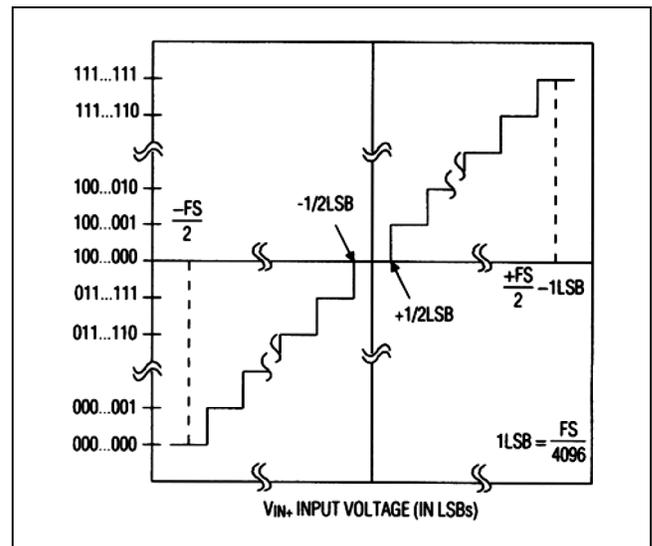 111...111
111...110
100...010
100...001
100...000
011...111
011...110
000...001
000...000
-FS
2
-1/2LSB
+1/2LSB
+FS
2
-1LSB
1LSB = FS
4096
VIN+ INPUT VOLTAGE (IN LSBs)